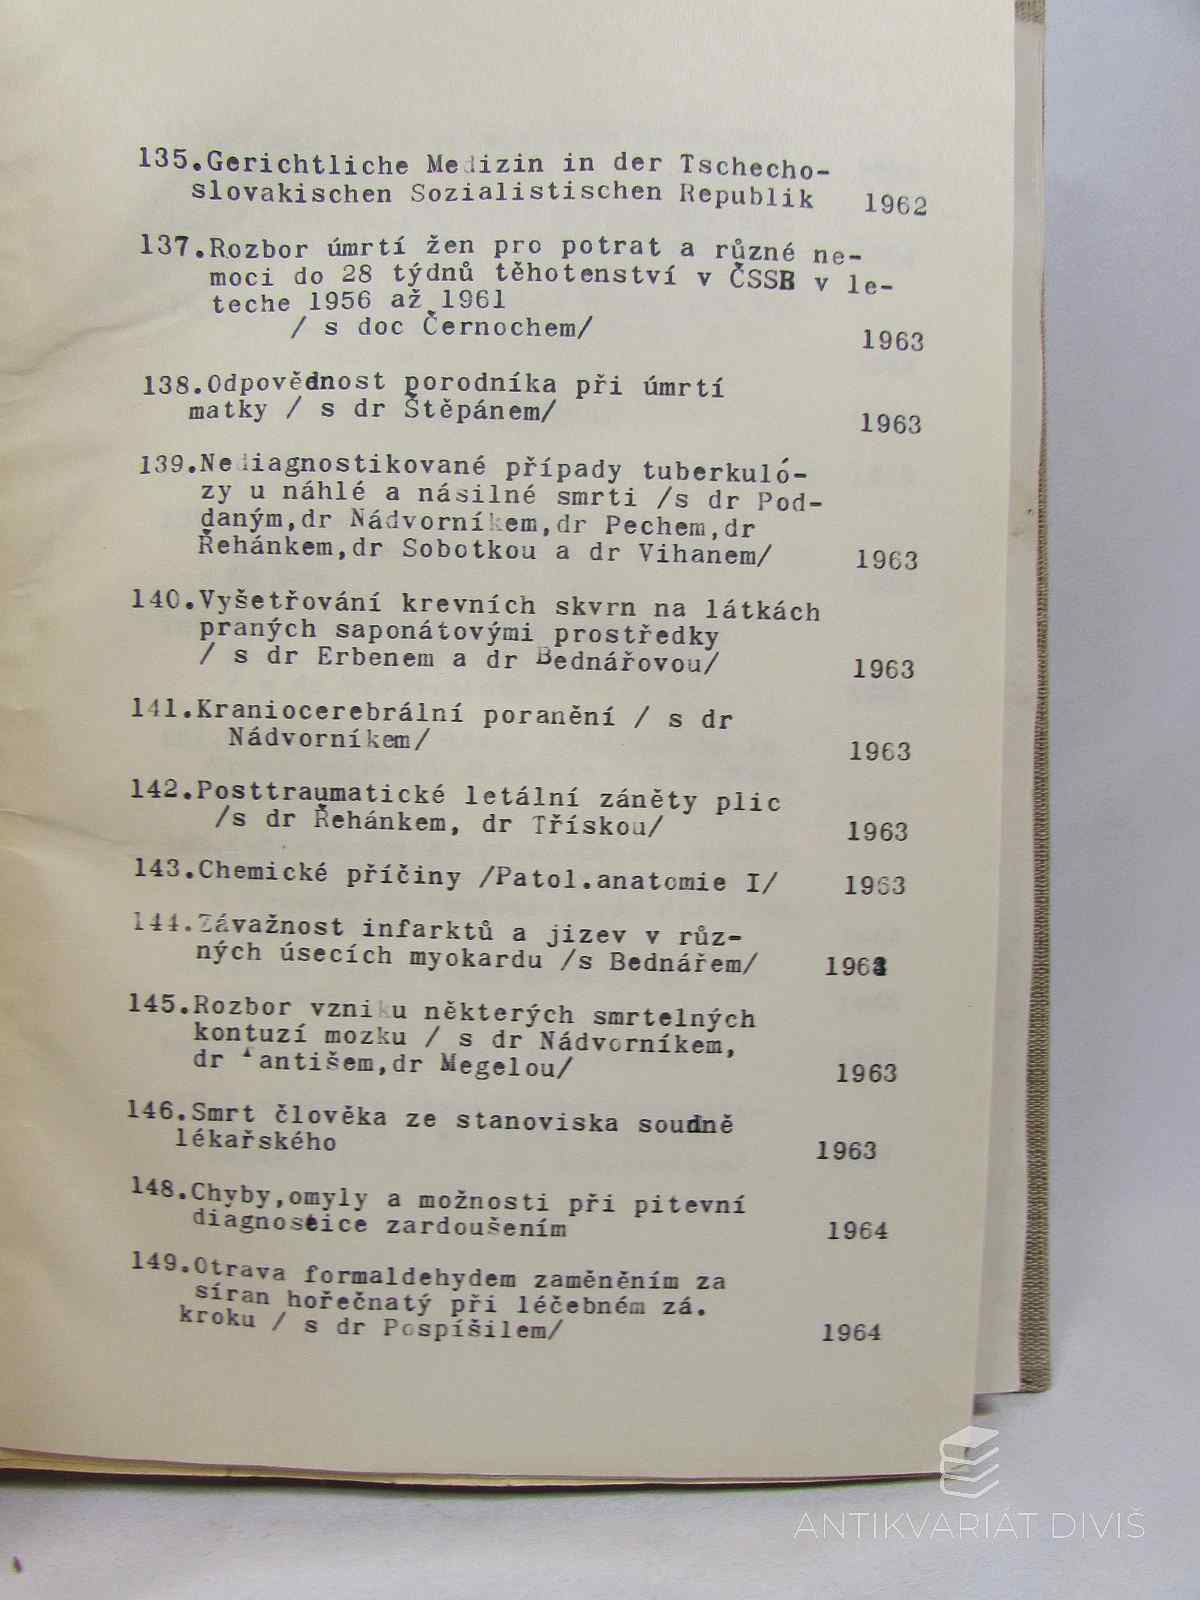 135.Gerichtliche Medizin in der Tschecho-
slovakischen Sozialistischen Republik 1962
137.Rozbor úmrtí žen pro potrat a různé ne-
moci do 28 týdnů těhotenství v ČSSR v le-
teche 1956 až 1961
/ s doc Černochem/ 1963
138.Odpovědnost porodníka při úmrtí
matky / s dr Štěpánem/ 1963
139.Nediagnostikované případy tuberkuló-
zy u náhlé a násilné smrti /s dr Pod-
daným,dr Nádvorníkem,dr Pechem,dr
Řehánkem,dr Sobotkou a dr Vihanem/ 1963
140.Vyšetřování krevních skvrn na látkách
praných saponátovými prostředky
/ s dr Erbenem a dr Bednářovou/ 1963
141.Kraniocerebrální poranění / s dr
Nádvorníkem/ 1963
142.Posttraumatické letální záněty plic
/s dr Řehánkem, dr Třískou/ 1963
143.Chemické příčiny /Patol.anatomie I/ 1963
144.Závažnost infarktů a jizev v růz-
ných úsecích myokardu /s Bednářem/
145.Rozbor vzniku některých smrtelných
kontuzí mozku / s dr Nádvorníkem,
dr antišem,dr Megelou/ 1963
146.Smrt člověka ze stanoviska soudně
lékařského 1963
148.Chyby,omyly a možnosti při pitevní
diagnostice zardoušením 1964
149.Otrava formaldehydem zaměněním za
síran hořečnatý při léčebném zá.
kroku / s dr Pospíšilem/ 1964
ANTIKVARIÁT DIVIŠ